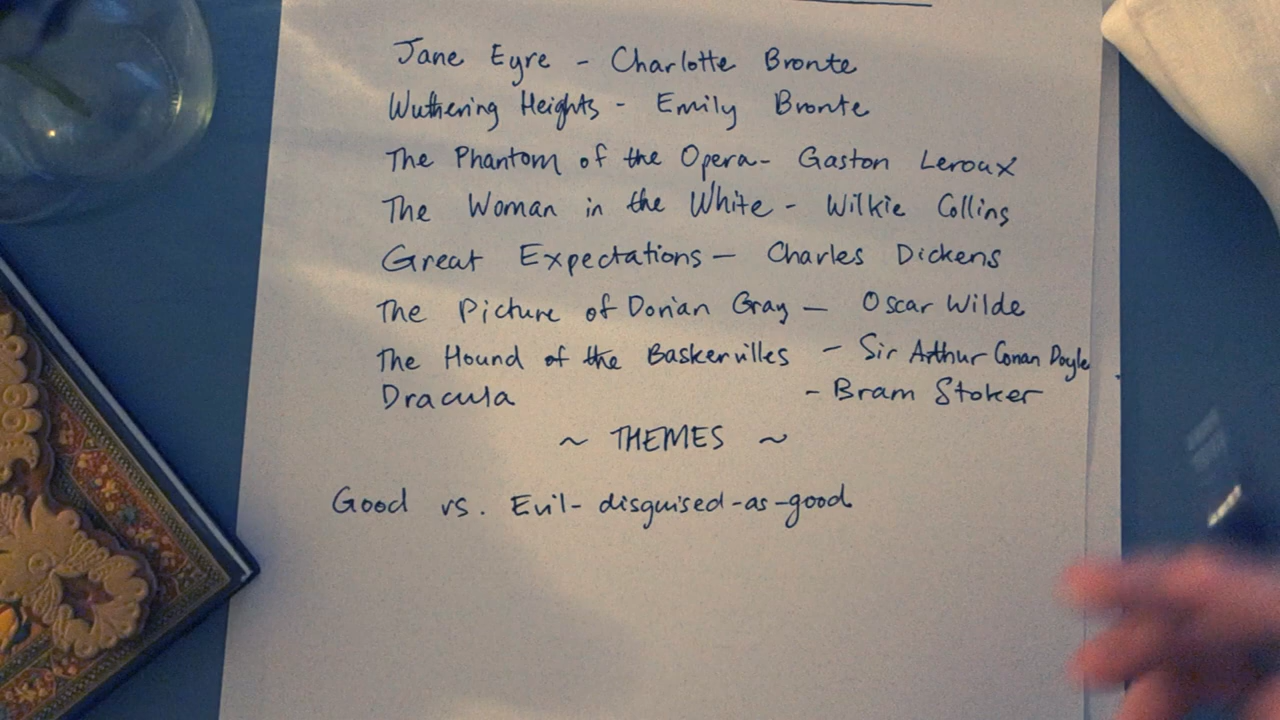 Jane Eyre - Charlotte Bronte
Wuthering Heights - Emily Bronte
The Phantom of the Opera - Gaston Leroux
The Woman in the White - Wilkie Collins
Great Expectations - Charles Dickens
The Picture of Dorian Gray - Oscar Wilde
The Hound of the Baskervilles - Sir Arthur Conan Doyle
Dracula - Bram Stoker
~ THEMES ~
Good vs. Evil-disguised-as-good